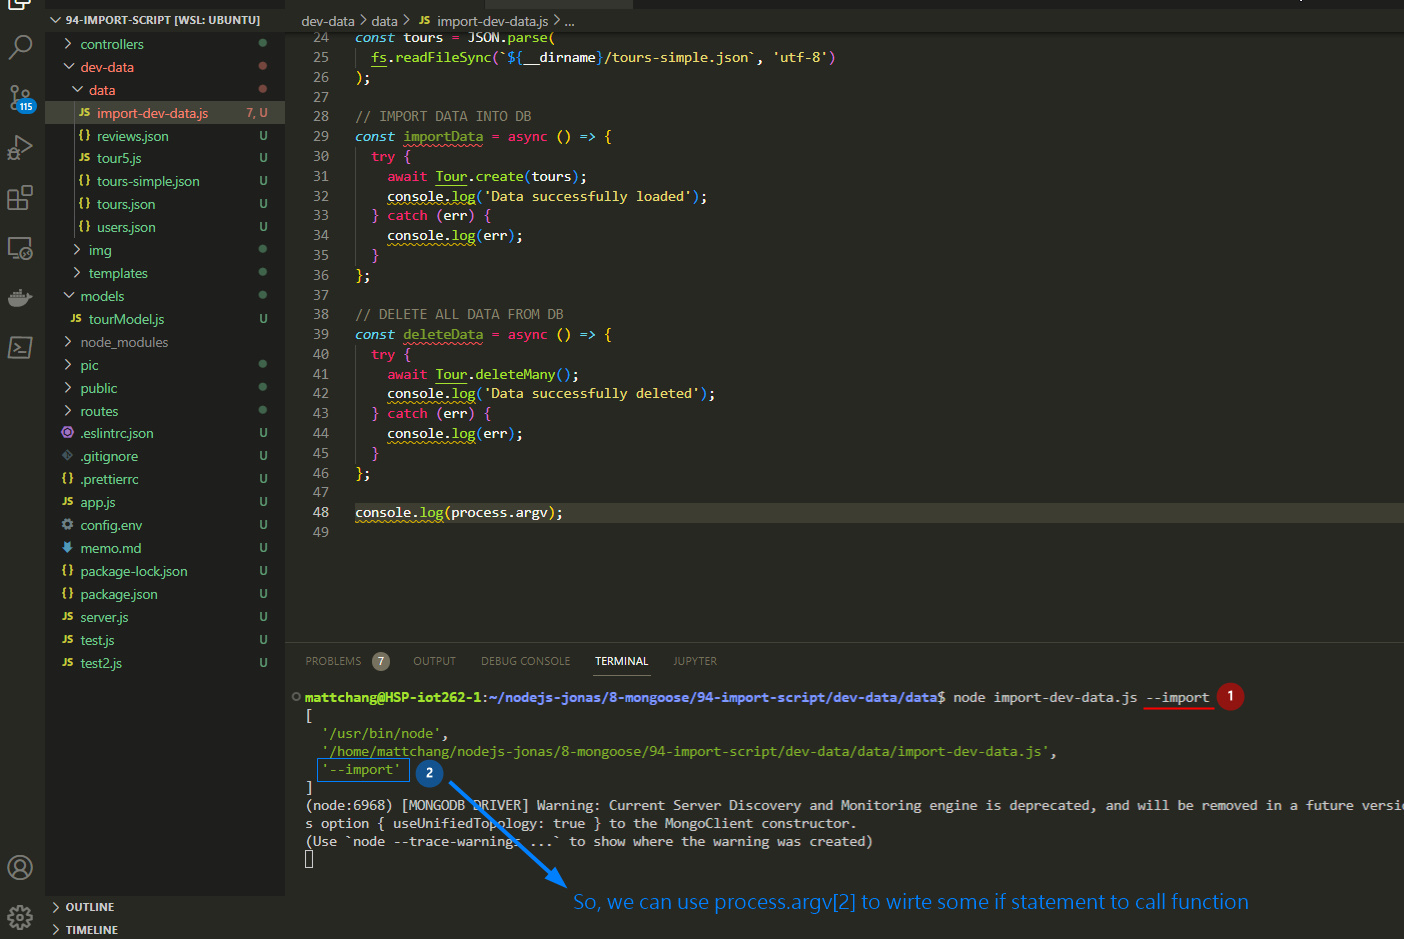 94-IMPORT-SCRIPT [WSL: UBUNTU]
controllers
dev-data
data
JS import-dev-data.js 7, U
{} reviews.json U
JS tour5.js U
{} tours-simple.json U
{} tours.json U
{} users.json U
img
templates
models
JS tourModel.js U
node_modules
pic
public
routes
.eslintrc.json U
.gitignore U
{} .prettierrc U
JS app.js U
config.env U
memo.md U
{} package-lock.json U
{} package.json U
JS server.js U
JS test.js U
JS test2.js U
OUTLINE
TIMELINE
115
dev-data > data > JS import-dev-data.js > ...
24 const tours = JSON.parse(
25 fs.readFileSync(`${__dirname}/tours-simple.json`, 'utf-8')
26 );
27
28 // IMPORT DATA INTO DB
29 const importData = async () => {
30 try {
31 await Tour.create(tours);
32 console.log('Data successfully loaded');
33 } catch (err) {
34 console.log(err);
35 }
36 };
37
38 // DELETE ALL DATA FROM DB
39 const deleteData = async () => {
40 try {
41 await Tour.deleteMany();
42 console.log('Data successfully deleted');
43 } catch (err) {
44 console.log(err);
45 }
46 };
47
48 console.log(process.argv);
49
PROBLEMS 7 OUTPUT DEBUG CONSOLE TERMINAL JUPYTER
mattchang@HSP-iot262-1:~/nodejs-jonas/8-mongoose/94-import-script/dev-data/data$ node import-dev-data.js --import 1
[
'/usr/bin/node',
'/home/mattchang/nodejs-jonas/8-mongoose/94-import-script/dev-data/data/import-dev-data.js',
'--import' 2
]
(node:6968) [MONGODB DRIVER] Warning: Current Server Discovery and Monitoring engine is deprecated, and will be removed in a future versi
s option { useUnifiedTopology: true } to the MongoClient constructor.
(Use `node --trace-warnings ...` to show where the warning was created)
So, we can use process.argv[2] to wirte some if statement to call function